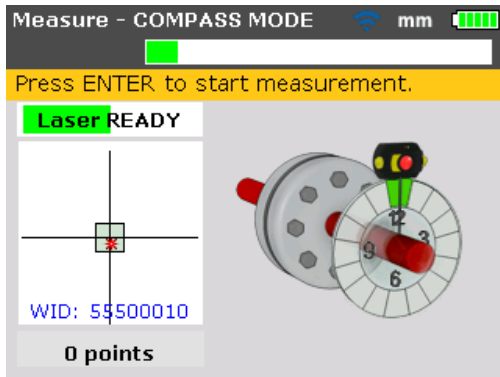 Measure - COMPASS MODE mm
Press ENTER to start measurement.
Laser READY
12
3
9
6
WID: 55500010
0 points